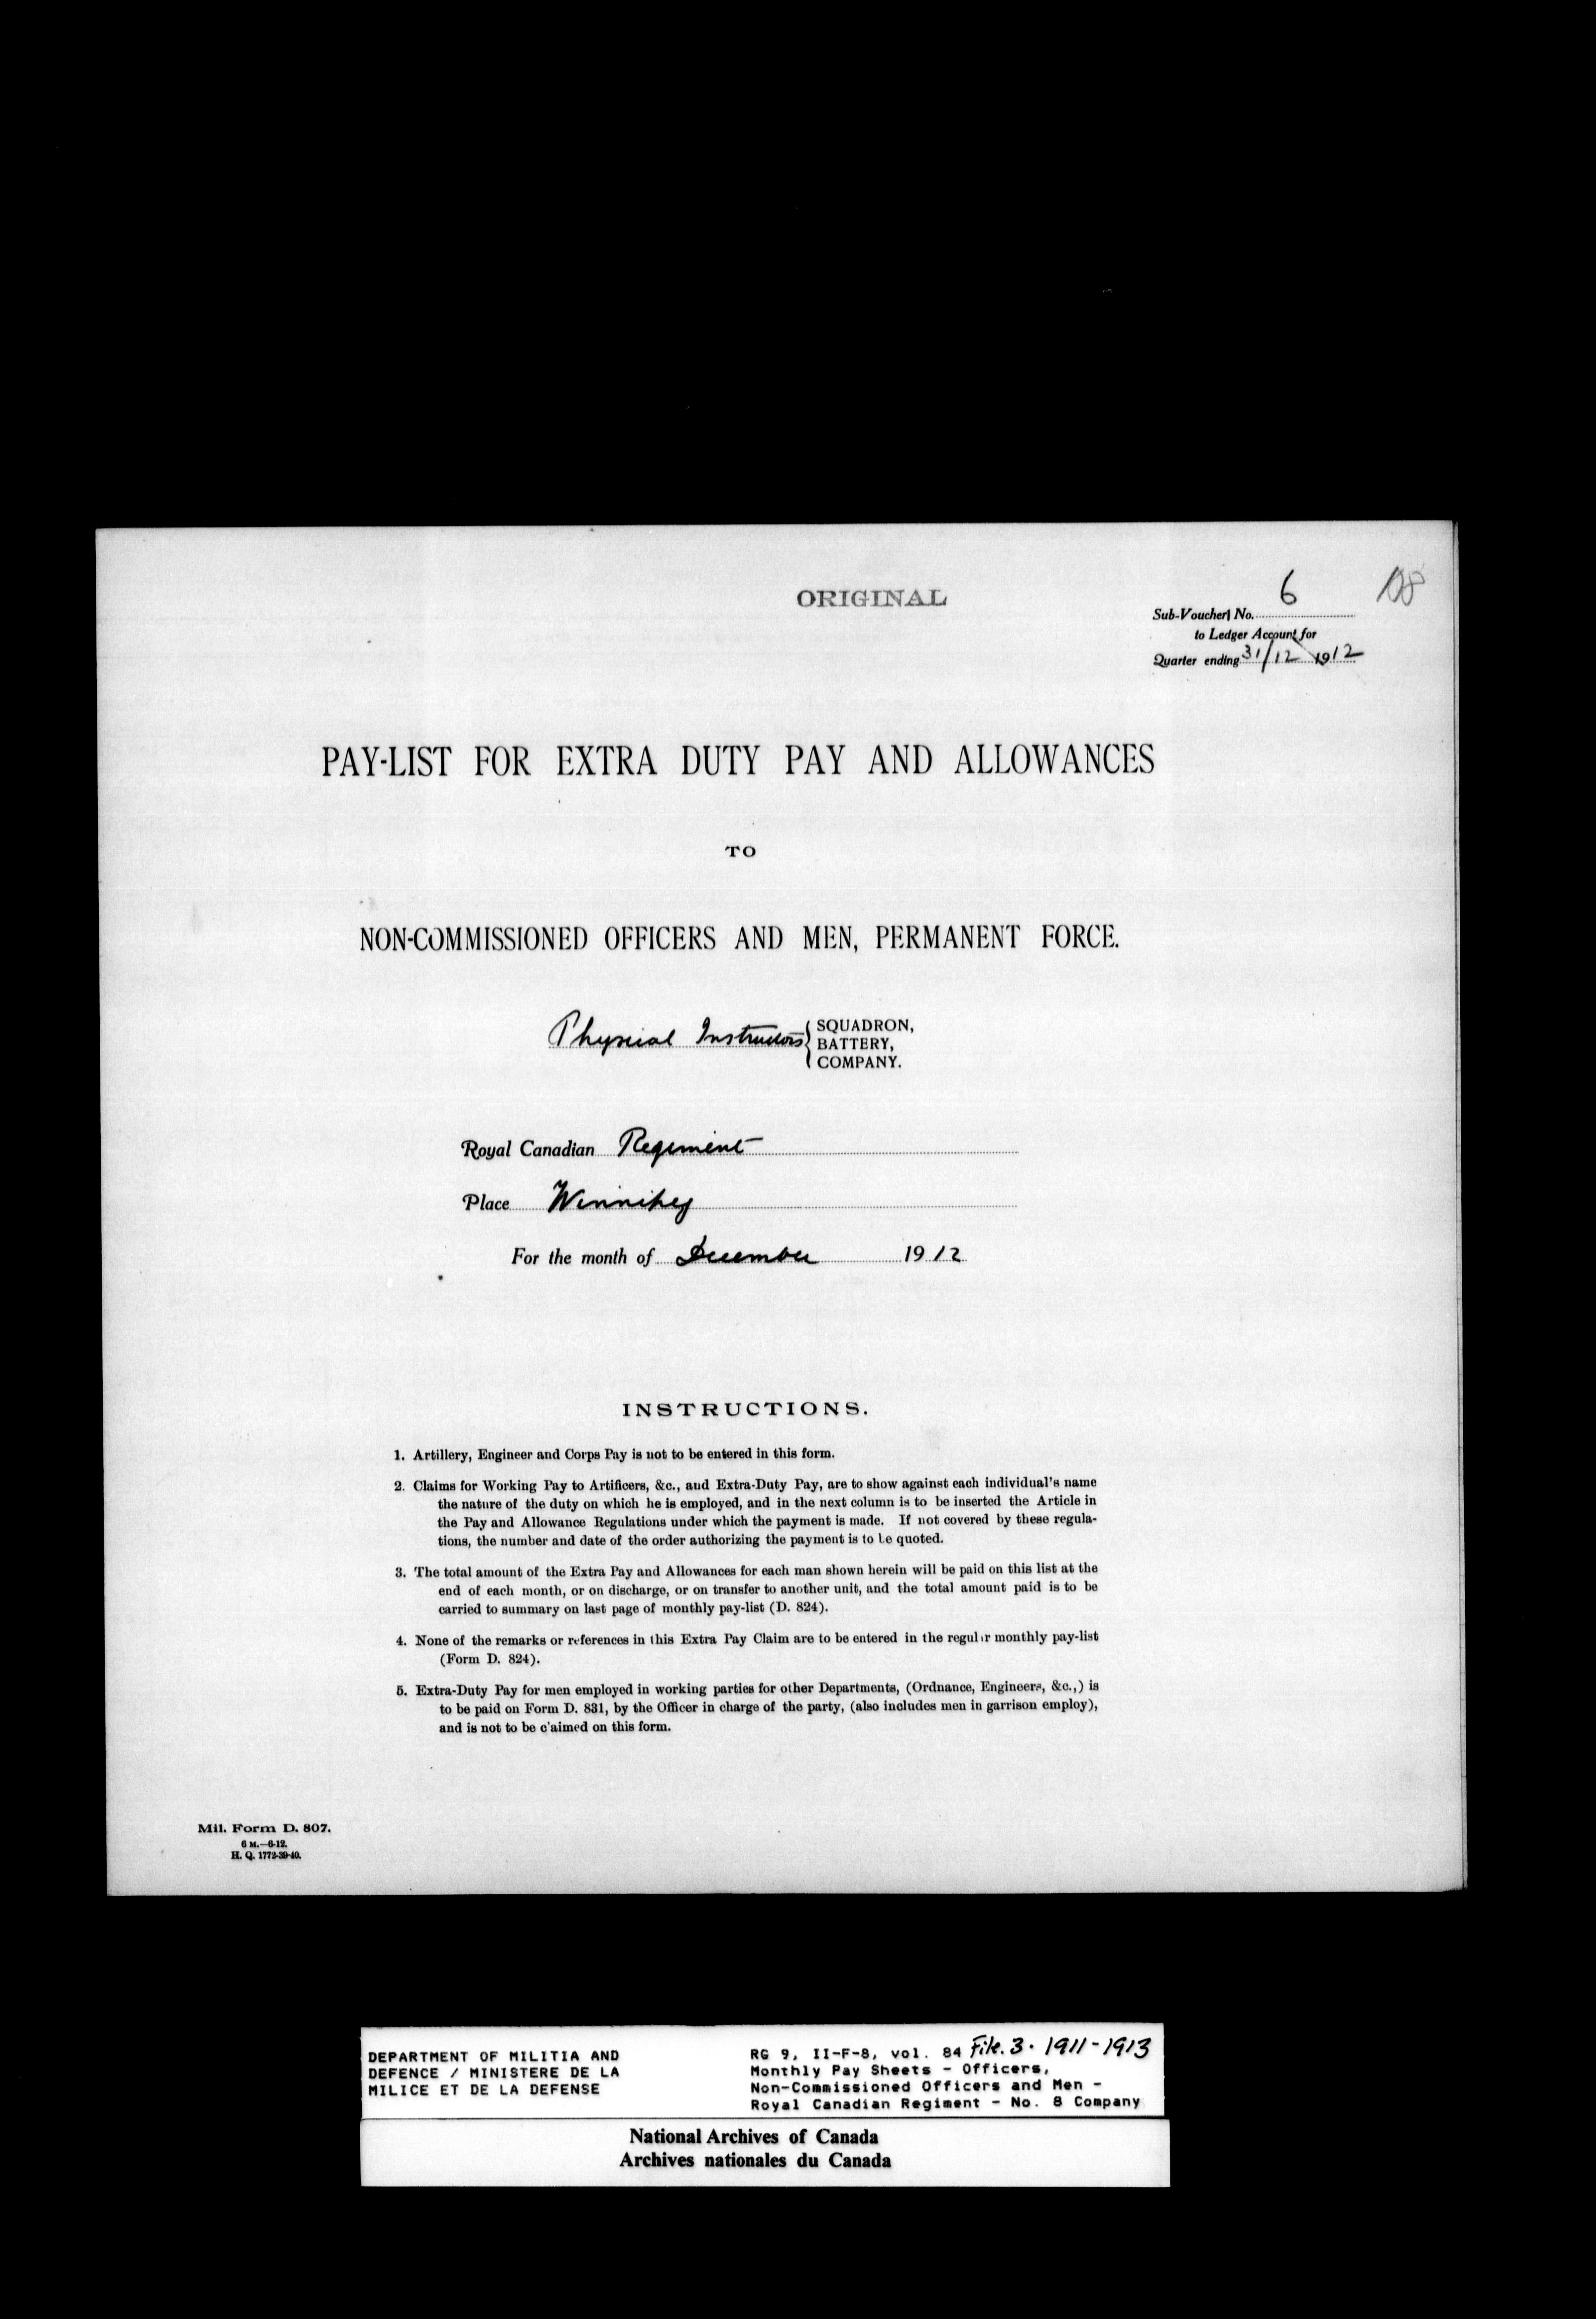 ORIGINAL
108
Sub-Voucher No. 6
to Ledger Account for
Quarter ending 31/12 1912
PAY-LIST FOR EXTRA DUTY PAY AND ALLOWANCES
TO
NON-COMMISSIONED OFFICERS AND MEN, PERMANENT FORCE.
Physical Instructors { SQUADRON,
BATTERY,
COMPANY.
Royal Canadian Regiment
Place Winnipeg
For the month of December 1912
INSTRUCTIONS.
1. Artillery, Engineer and Corps Pay is not to be entered in this form.
2. Claims for Working Pay to Artificers, &c., and Extra-Duty Pay, are to show against each individual's name
the nature of the duty on which he is employed, and in the next column is to be inserted the Article in
the Pay and Allowance Regulations under which the payment is made. If not covered by these regula-
tions, the number and date of the order authorizing the payment is to be quoted.
3. The total amount of the Extra Pay and Allowances for each man shown herein will be paid on this list at the
end of each month, or on discharge, or on transfer to another unit, and the total amount paid is to be
carried to summary on last page of monthly pay-list (D. 824).
4. None of the remarks or references in this Extra Pay Claim are to be entered in the regular monthly pay-list
(Form D. 824).
5. Extra-Duty Pay for men employed in working parties for other Departments, (Ordnance, Engineers, &c.,) is
to be paid on Form D. 831, by the Officer in charge of the party, (also includes men in garrison employ),
and is not to be c'aimed on this form.
Mil. Form D. 807.
6 M.—6-12.
H. Q. 1772-39-40.
DEPARTMENT OF MILITIA AND
DEFENCE / MINISTERE DE LA
MILICE ET DE LA DEFENSE
RG 9, II-F-8, vol. 84 File. 3. 1911-1913
Monthly Pay Sheets - Officers,
Non-Commissioned Officers and Men -
Royal Canadian Regiment - No. 8 Company
National Archives of Canada
Archives nationales du Canada